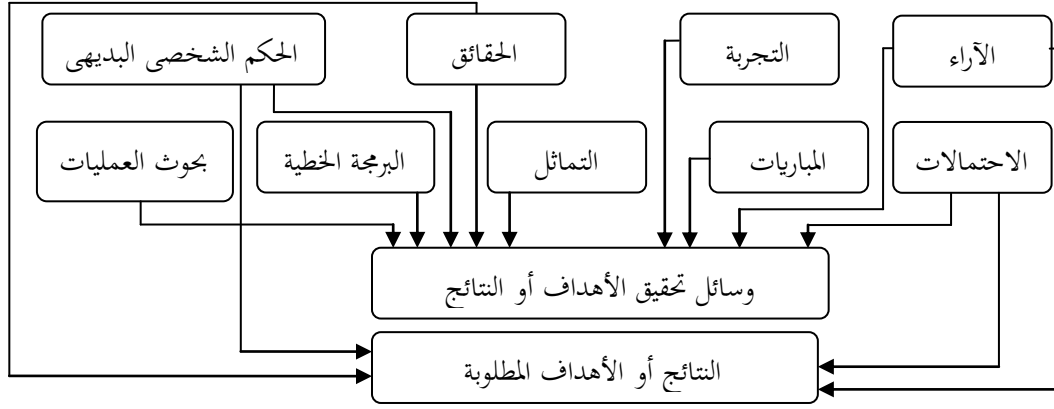 الآراء
التجربة
الحقائق
الحكم الشخصى البديهى
الاحتمالات
المباريات
التماثل
البرمجة الخطية
بحوث العمليات
وسائل تحقيق الأهداف أو النتائج
النتائج أو الأهداف المطلوبة